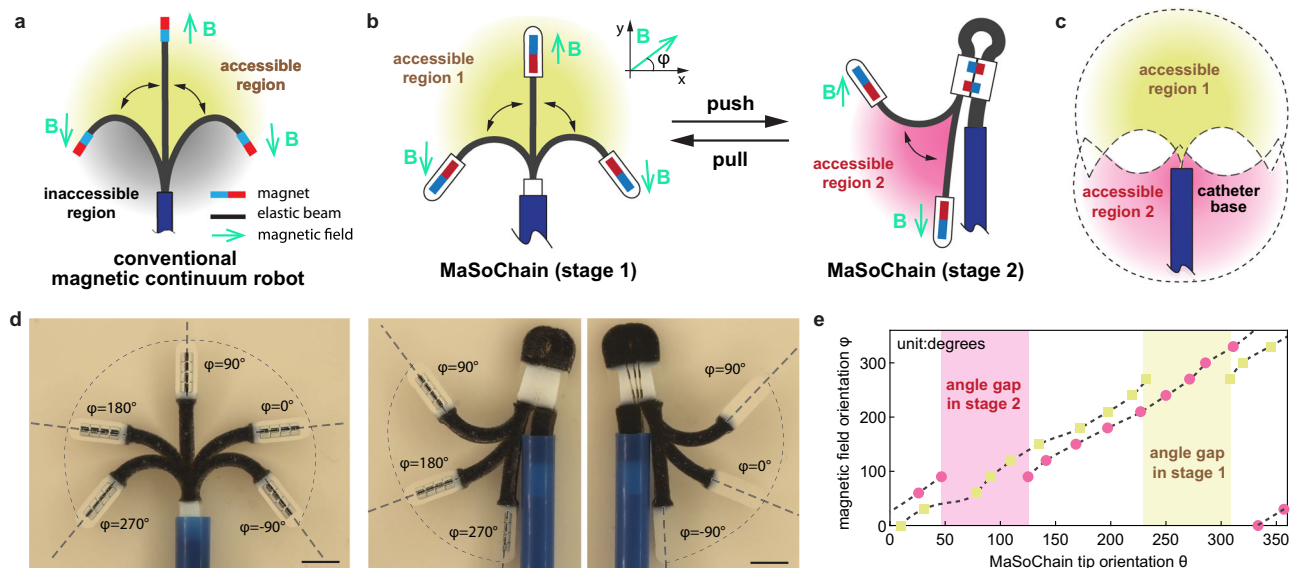 a
B
accessible
region
B
B
inaccessible
region
magnet
elastic beam
magnetic field
conventional
magnetic continuum robot
b
accessible
region 1
B
y
B
φ
x
B
B
MaSoChain (stage 1)
push
pull
B
accessible
region 2
B
MaSoChain (stage 2)
c
accessible
region 1
accessible
region 2
catheter
base
d
φ=90°
φ=180°
φ=0°
φ=270°
φ=-90°
φ=90°
φ=180°
φ=270°
φ=90°
φ=0°
φ=-90°
e
unit:degrees
angle gap
in stage 2
angle gap
in stage 1
magnetic field orientation φ
300
200
100
0
0
50
100
150
200
250
300
350
MaSoChain tip orientation θ